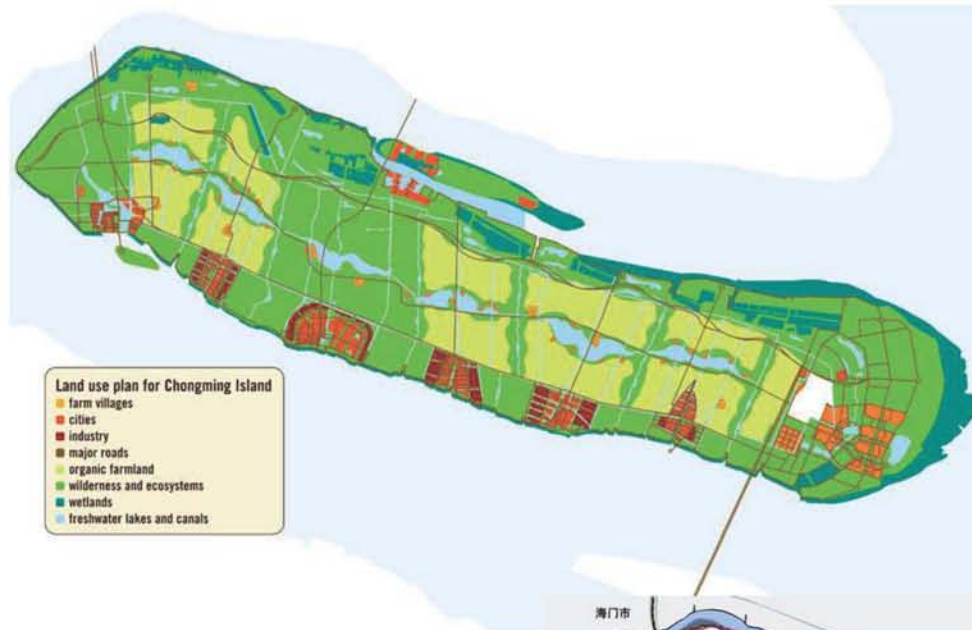 Land use plan for Chongming Island
farm villages
cities
industry
major roads
organic farmland
wilderness and ecosystems
wetlands
freshwater lakes and canals
海门市